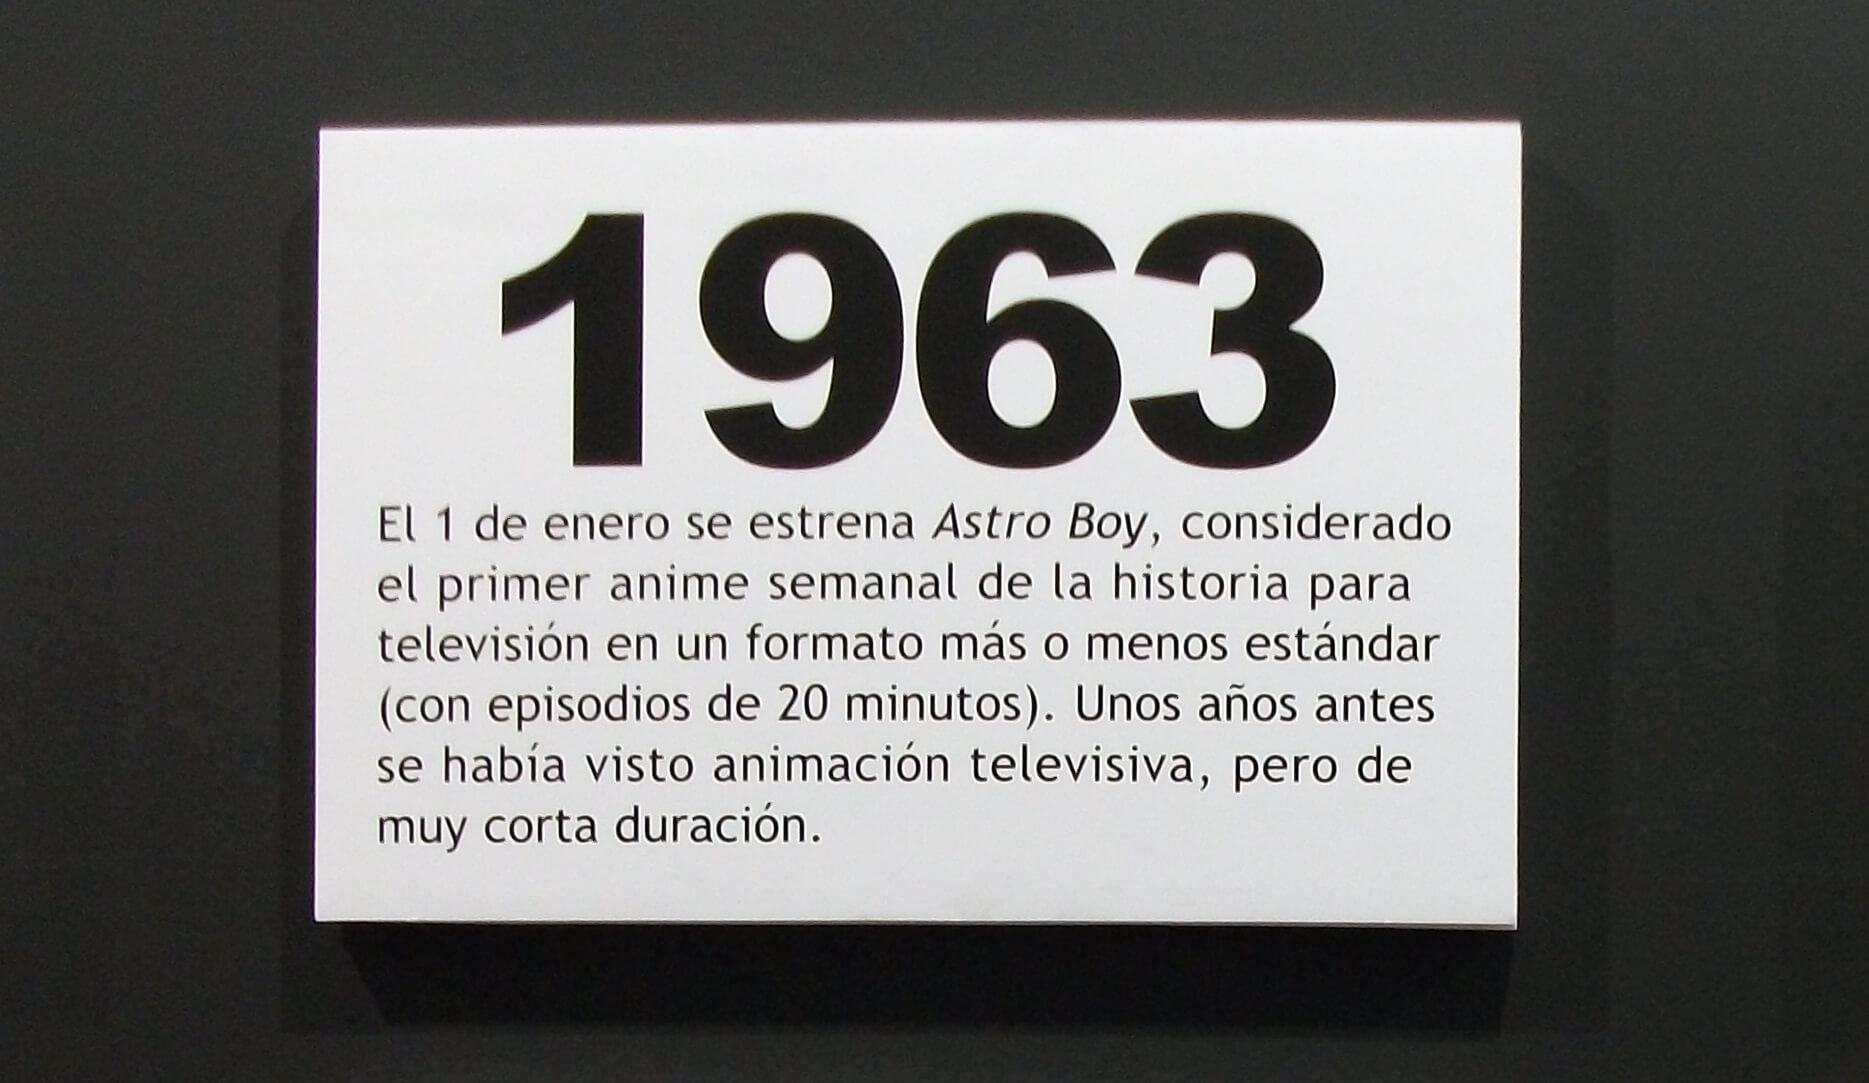 1963
El 1 de enero se estrena Astro Boy, considerado
el primer anime semanal de la historia para
televisión en un formato más o menos estándar
(con episodios de 20 minutos). Unos años antes
se había visto animación televisiva, pero de
muy corta duración.